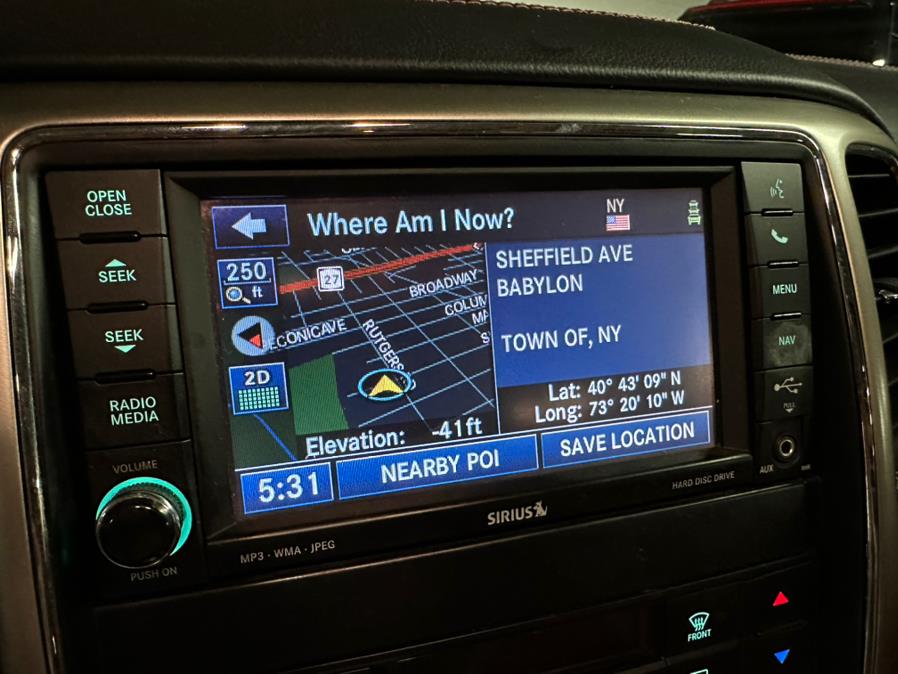 OPEN
CLOSE
SEEK
SEEK
RADIO
MEDIA
VOLUME
PUSH ON
Where Am I Now?
NY
250
ft
27
BROADWAY
COLUM
MA
S
ECONICAVE
RUTGERS
2D
SHEFFIELD AVE
BABYLON
TOWN OF, NY
Lat: 40° 43' 09" N
Long: 73° 20' 10" W
Elevation: -41ft
5:31
NEARBY POI
SAVE LOCATION
MENU
NAV
PULL
AUX
MP3 · WMA · JPEG
SIRIUS
HARD DISC DRIVE
FRONT